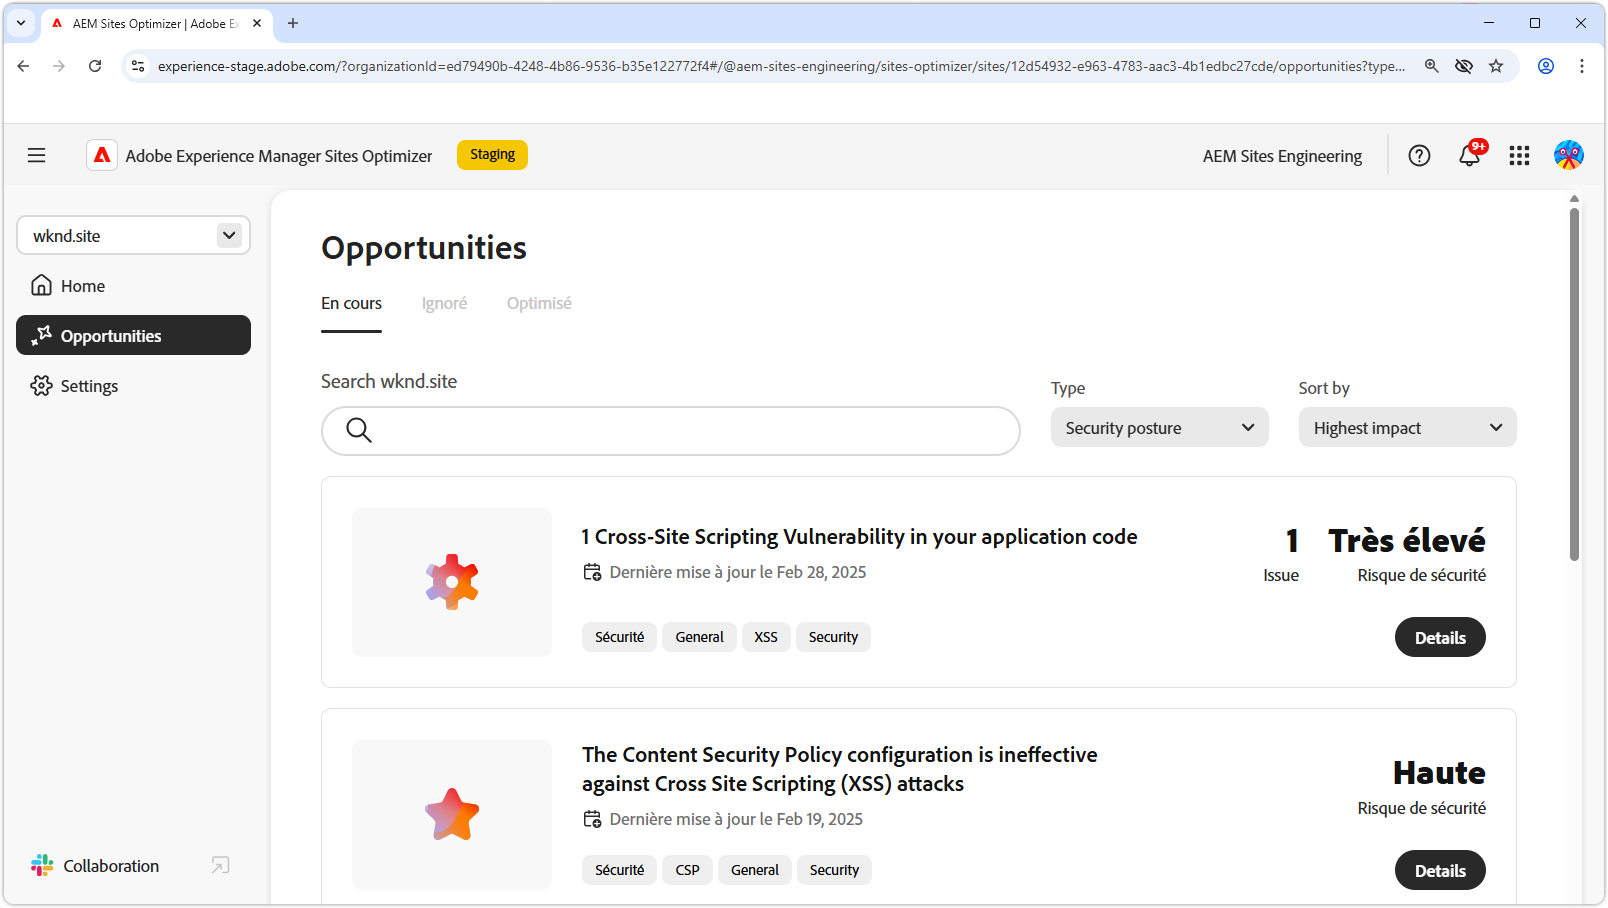 AEM Sites Optimizer | Adobe Ex
experience-stage.adobe.com/?organizationId=ed79490b-4248-4b86-9536-b35e122772f4#/@aem-sites-engineering/sites-optimizer/sites/12d54932-e963-4783-aac3-4b1edbc27cde/opportunities?type...
Adobe Experience Manager Sites Optimizer
Staging
AEM Sites Engineering
9+
wknd.site
Home
Opportunities
Settings
Collaboration
Opportunities
En cours
Ignoré
Optimisé
Search wknd.site
Type
Security posture
Sort by
Highest impact
1 Cross-Site Scripting Vulnerability in your application code
Dernière mise à jour le Feb 28, 2025
Sécurité
General
XSS
Security
1
Issue
Très élevé
Risque de sécurité
Details
The Content Security Policy configuration is ineffective
against Cross Site Scripting (XSS) attacks
Dernière mise à jour le Feb 19, 2025
Sécurité
CSP
General
Security
Haute
Risque de sécurité
Details